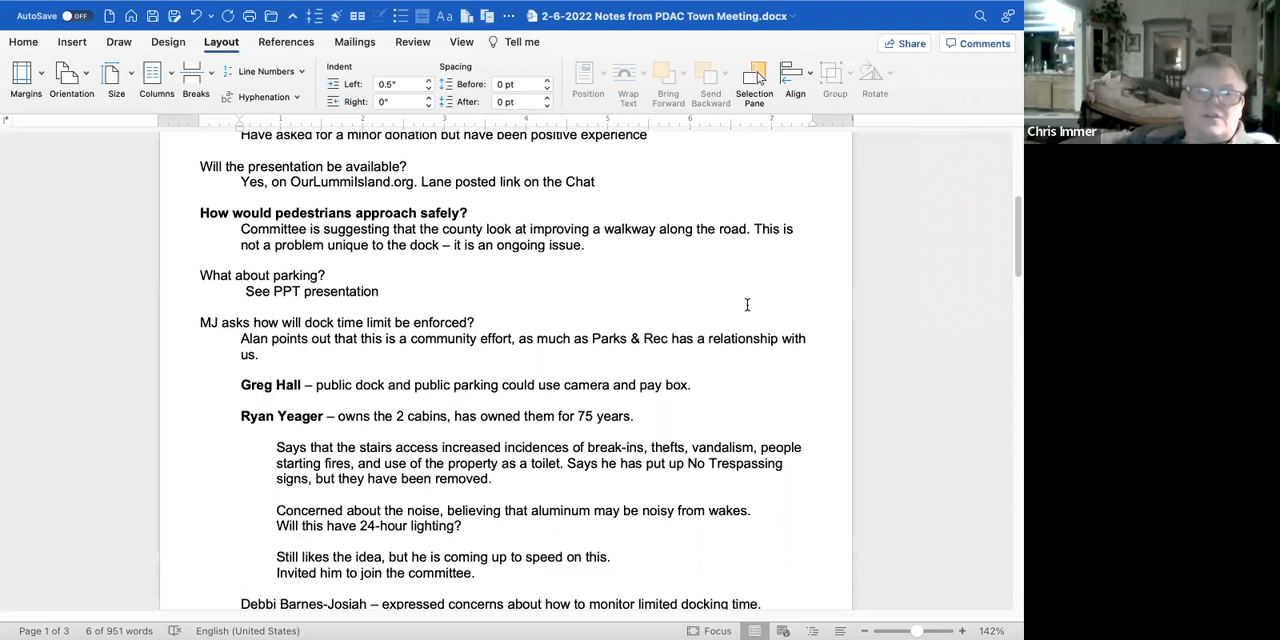 AutoSave OFF 2-6-2022 Notes from PDAC Town Meeting.docx
Home Insert Draw Design Layout References Mailings Review View Tell me Share Comments
Margins Orientation Size Columns Breaks Line Numbers Hyphenation
Indent Left: 0.5" Right: 0"
Spacing Before: 0 pt After: 0 pt
Position Wrap Text Bring Forward Send Backward Selection Pane Align Group Rotate
Chris Immer
1 2 3 4 5 6 7
Have asked for a minor donation but have been positive experience
Will the presentation be available?
Yes, on OurLummiIsland.org. Lane posted link on the Chat
How would pedestrians approach safely?
Committee is suggesting that the county look at improving a walkway along the road. This is
not a problem unique to the dock – it is an ongoing issue.
What about parking?
See PPT presentation
MJ asks how will dock time limit be enforced?
Alan points out that this is a community effort, as much as Parks & Rec has a relationship with
us.
Greg Hall – public dock and public parking could use camera and pay box.
Ryan Yeager – owns the 2 cabins, has owned them for 75 years.
Says that the stairs access increased incidences of break-ins, thefts, vandalism, people
starting fires, and use of the property as a toilet. Says he has put up No Trespassing
signs, but they have been removed.
Concerned about the noise, believing that aluminum may be noisy from wakes.
Will this have 24-hour lighting?
Still likes the idea, but he is coming up to speed on this.
Invited him to join the committee.
Debbi Barnes-Josiah – expressed concerns about how to monitor limited docking time.
Page 1 of 3 6 of 951 words English (United States) Focus 142%